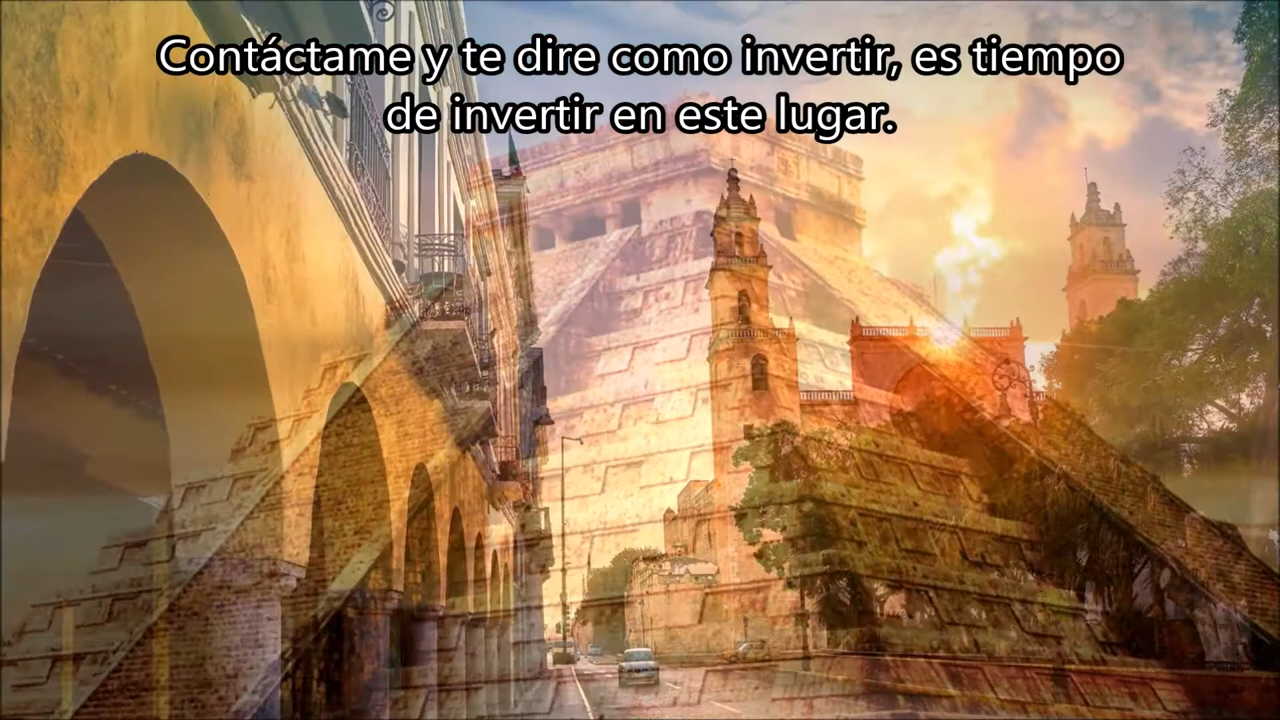 Contáctame y te dire como invertir, es tiempo
de invertir en este lugar.